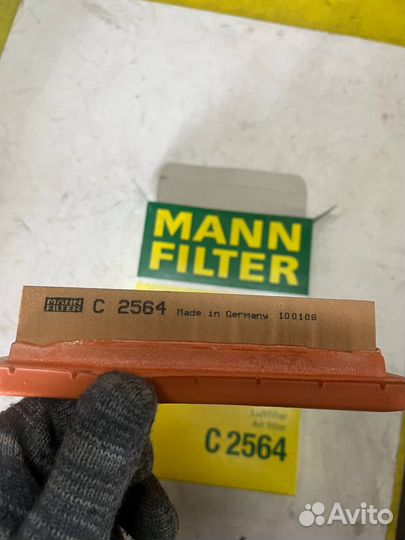 MANN
FILTER
MANN
FILTER
C 2564 Made in Germany 100108
Luftfilter
Air filter
C 2564
Avito